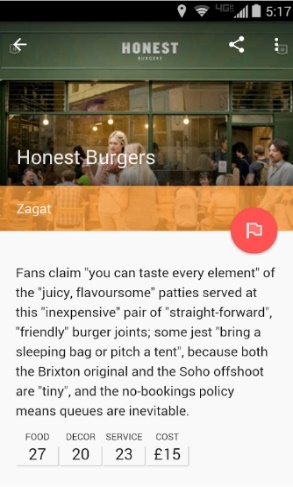 4G 5:17
HONEST
BURGERS
Honest Burgers
Zagat
Fans claim "you can taste every element" of
the "juicy, flavoursome" patties served at
this "inexpensive" pair of "straight-forward",
"friendly" burger joints; some jest "bring a
sleeping bag or pitch a tent", because both
the Brixton original and the Soho offshoot
are "tiny", and the no-bookings policy
means queues are inevitable.
FOOD DECOR SERVICE COST
27 20 23 £15